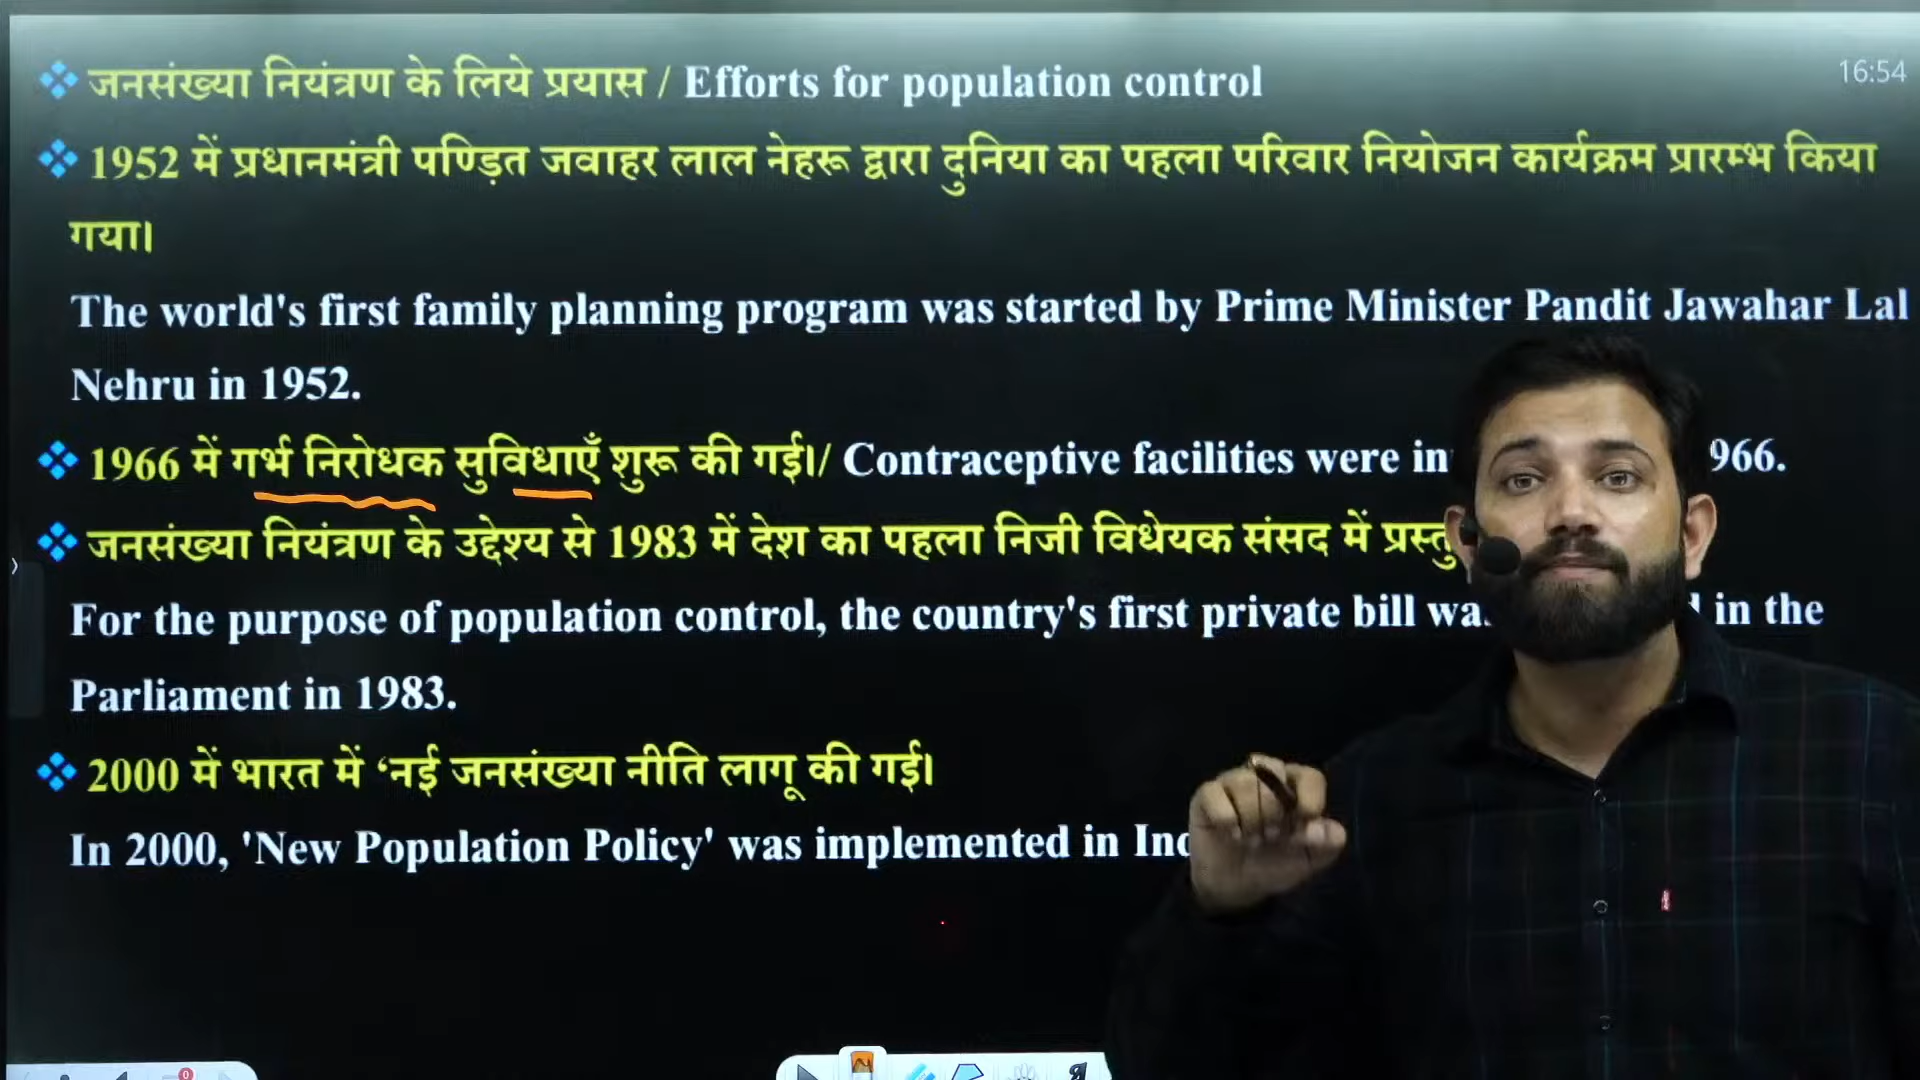 जनसंख्या नियंत्रण के लिये प्रयास / Efforts for population control
16:54
1952 में प्रधानमंत्री पण्डित जवाहर लाल नेहरू द्वारा दुनिया का पहला परिवार नियोजन कार्यक्रम प्रारम्भ किया
गया।
The world's first family planning program was started by Prime Minister Pandit Jawahar Lal
Nehru in 1952.
1966 में गर्भ निरोधक सुविधाएँ शुरू की गई।/ Contraceptive facilities were in 966.
जनसंख्या नियंत्रण के उद्देश्य से 1983 में देश का पहला निजी विधेयक संसद में
For the purpose of population control, the country's first private bill in the
Parliament in 1983.
2000 में भारत में ‘नई जनसंख्या नीति लागू की गई।
In 2000, 'New Population Policy' was implemented in